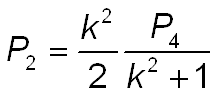 P₂ = k²/2 P₄/(k² + 1)